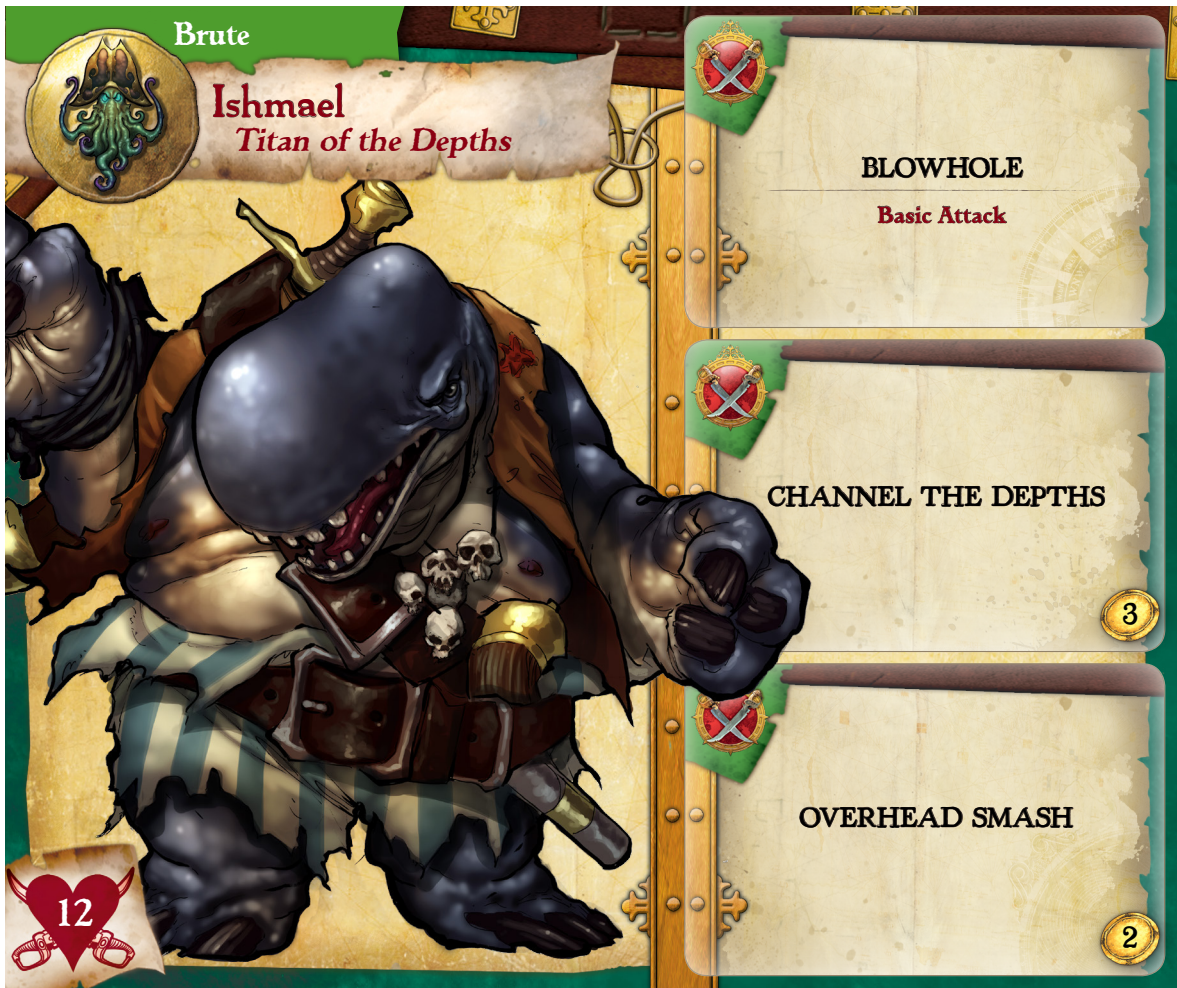 Brute
Ishmael
Titan of the Depths
BLOWHOLE
Basic Attack
CHANNEL THE DEPTHS
3
OVERHEAD SMASH
2
12